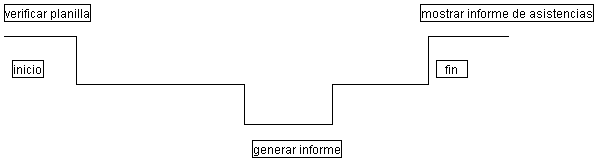 verificar planilla
mostrar informe de asistencias
inicio
fin
generar informe